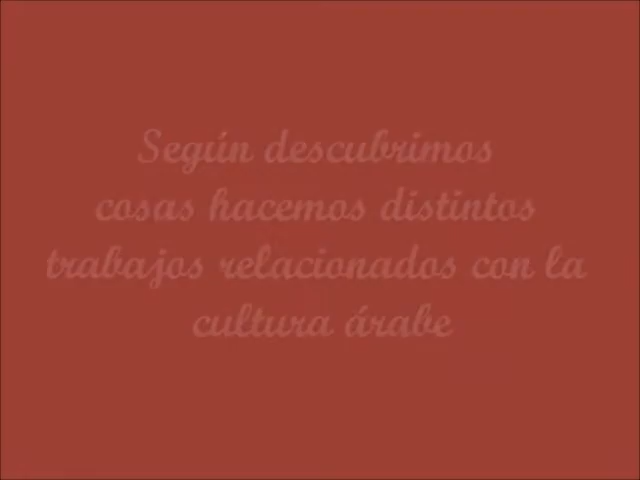 Según descubrimos
cosas hacemos distintos
trabajos relacionados con la
cultura árabe